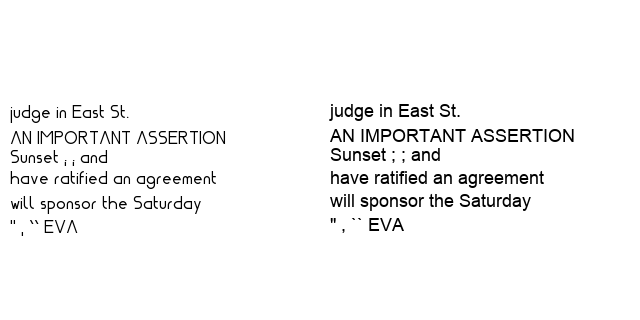 judge in East St.
AN IMPORTANT ASSERTION
Sunset ; ; and
have ratified an agreement
will sponsor the Saturday
" , `` EVA
judge in East St.
AN IMPORTANT ASSERTION
Sunset ; ; and
have ratified an agreement
will sponsor the Saturday
" , `` EVA